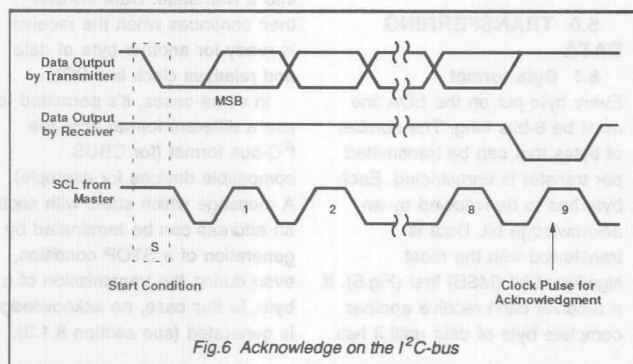 Data Output
by Transmitter
MSB
Data Output
by Receiver
SCL from
Master
1
2
8
9
S
Start Condition
Clock Pulse for
Acknowledgment
Fig.6 Acknowledge on the I²C-bus
5.0 TRANSFERRING
DATA
5.1 Byte format
Every byte put on the SDA line
must be 8-bits long. The number
of bytes that can be transmitted
per transfer is unrestricted. Each
byte has to be followed by an
acknowledge bit. Data is
transferred with the most
significant bit (MSB) first (Fig.5). If
a receiver can't receive another
complete byte of data until it has
into a wait state. Data transfer
then continues when the receiver
is ready for another byte of data
and releases clock line
In some cases, it's permitted to
use a different format
I²C-bus format (for CBUS
compatible devices for example).
A message which starts with such
an address can be terminated by
generation of a STOP condition,
even during the transmission of a
byte. In this case, no acknowledge
is generated (see section 6.1.3).